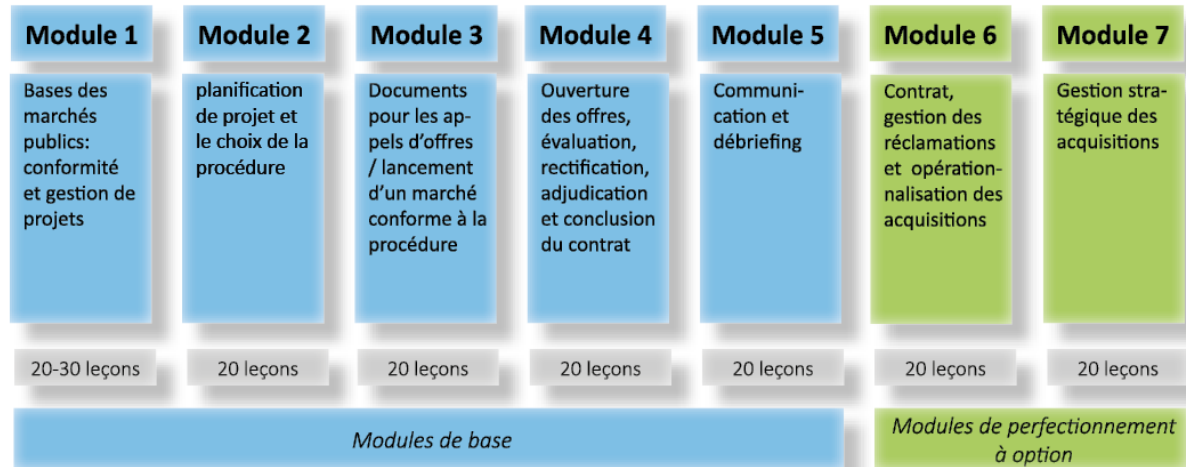 Module 1
Bases des
marchés
publics:
conformité
et gestion de
projets
20-30 leçons
Module 2
planification
de projet et
le choix de la
procédure
20 leçons
Module 3
Documents
pour les ap-
pels d'offres
/ lancement
d'un marché
conforme à la
procédure
20 leçons
Module 4
Ouverture
des offres,
évaluation,
rectification,
adjudication
et conclusion
du contrat
20 leçons
Module 5
Communi-
cation et
débriefing
20 leçons
Module 6
Contrat,
gestion des
réclamations
et opération-
nalisation des
acquisitions
20 leçons
Module 7
Gestion stra-
tégique des
acquisitions
20 leçons
Modules de base
Modules de perfectionnement
à option